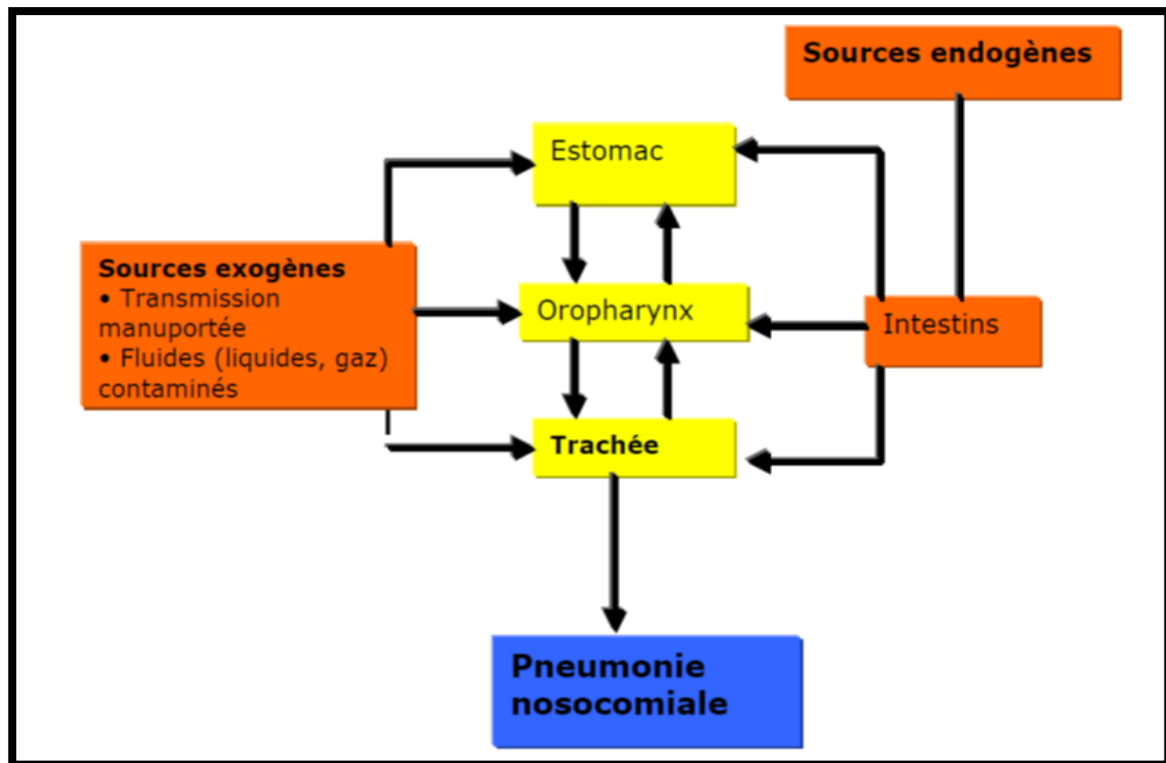 Sources endogènes
Estomac
Sources exogènes
• Transmission
manuportée
• Fluides (liquides, gaz)
contaminés
Oropharynx
Intestins
Trachée
Pneumonie
nosocomiale